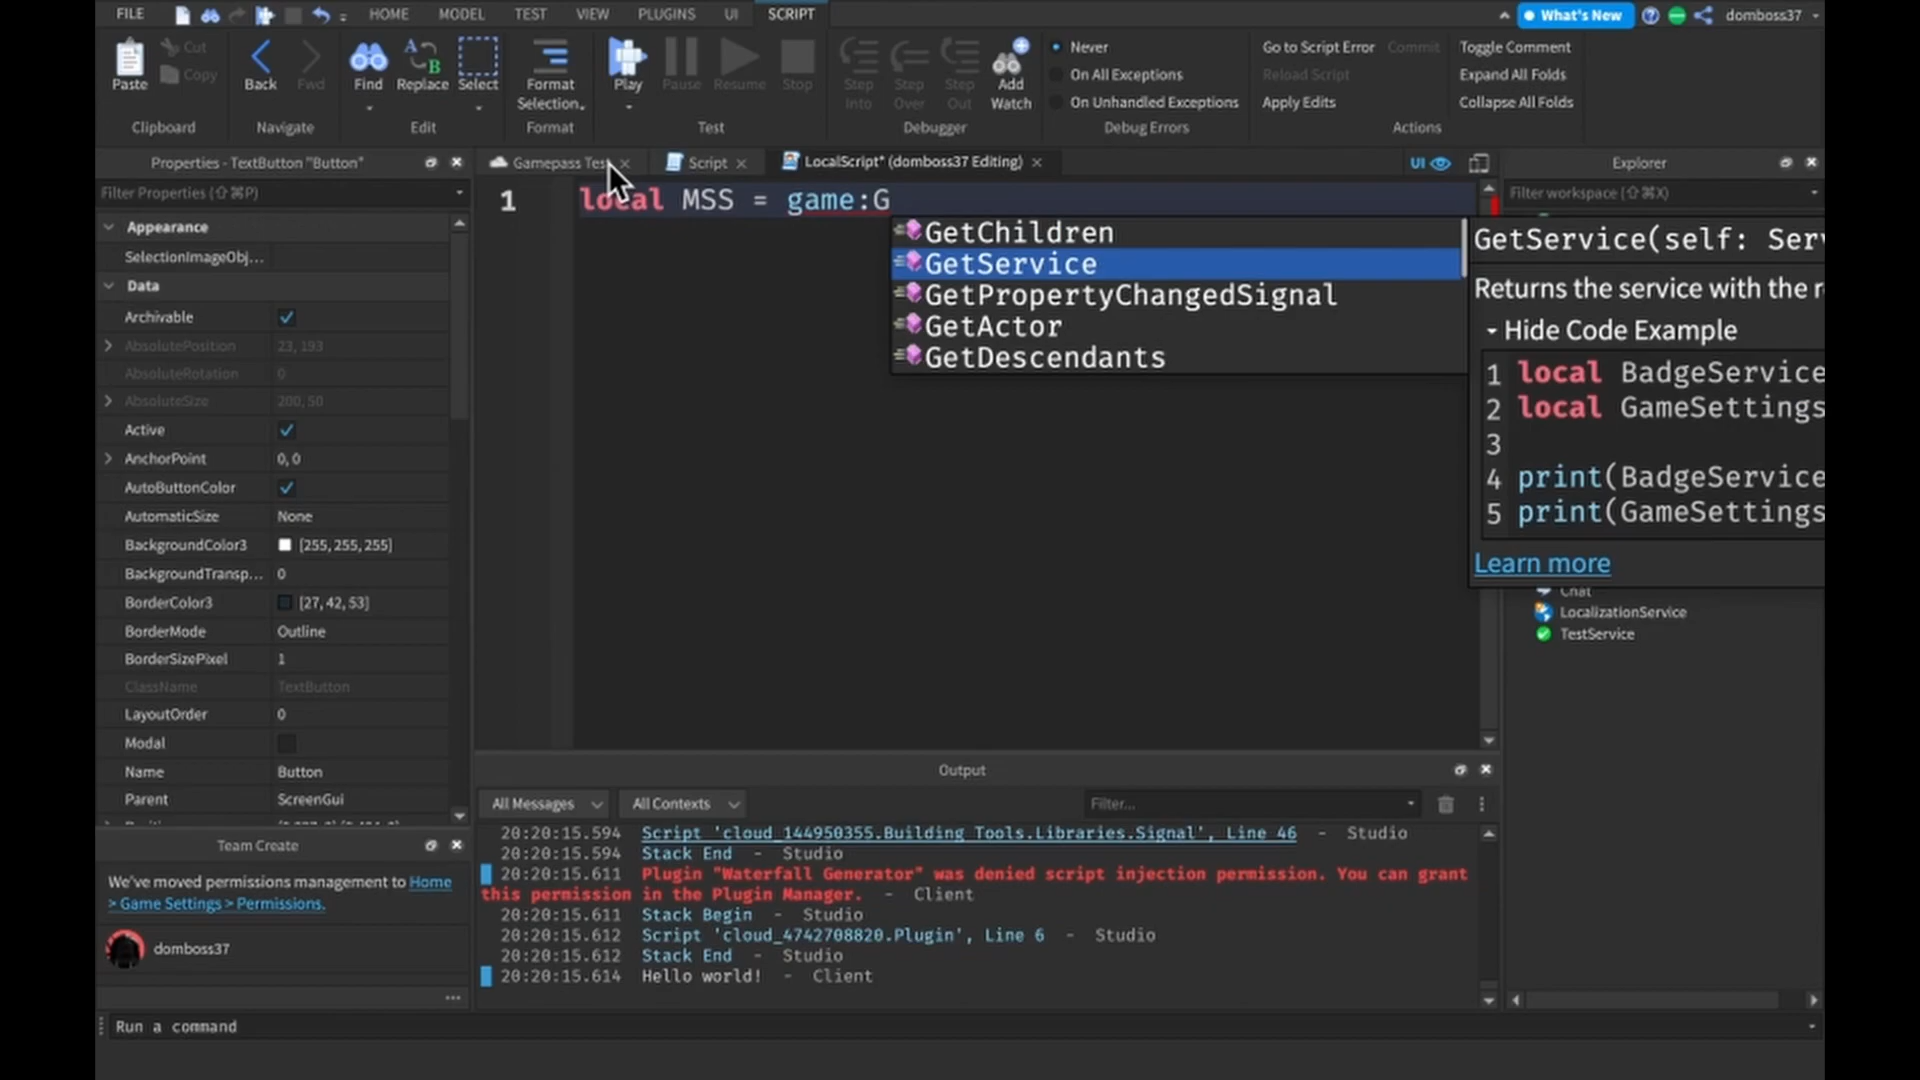 FILE
HOME
MODEL
TEST
VIEW
PLUGINS
UI
SCRIPT
What's New
domboss37
Paste
Cut
Copy
Clipboard
Back
Fwd
Navigate
Find
Replace
Select
Edit
Format
Selection
Format
Play
Pause
Resume
Stop
Test
Step
Into
Step
Over
Step
Out
Add
Watch
Debugger
Never
On All Exceptions
On Unhandled Exceptions
Debug Errors
Go to Script Error
Reload Script
Apply Edits
Commit
Toggle Comment
Expand All Folds
Collapse All Folds
Actions
Properties - TextButton "Button"
Filter Properties (⇧⌘P)
Appearance
SelectionImageObj...
Data
Archivable
AbsolutePosition 23, 193
AbsoluteRotation 0
AbsoluteSize 200, 50
Active
AnchorPoint 0, 0
AutoButtonColor
AutomaticSize None
BackgroundColor3 [255, 255, 255]
BackgroundTransp... 0
BorderColor3 [27, 42, 53]
BorderMode Outline
BorderSizePixel 1
ClassName TextButton
LayoutOrder 0
Modal
Name Button
Parent ScreenGui
Team Create
We've moved permissions management to Home
> Game Settings > Permissions.
domboss37
Gamepass Tes
Script
LocalScript* (domboss37 Editing)
UI
1 local MSS = game:G
GetChildren
GetService
GetPropertyChangedSignal
GetActor
GetDescendants
Explorer
Filter workspace (⇧⌘X)
GetService(self: Ser
Returns the service with the
Hide Code Example
1 local BadgeService
2 local GameSettings
3
4 print(BadgeService
5 print(GameSettings
Learn more
Chat
LocalizationService
TestService
Output
All Messages
All Contexts
Filter...
20:20:15.594 Script 'cloud_144950355.Building Tools.Libraries.Signal', Line 46 - Studio
20:20:15.594 Stack End - Studio
20:20:15.611 Plugin "Waterfall Generator" was denied script injection permission. You can grant
this permission in the Plugin Manager. - Client
20:20:15.611 Stack Begin - Studio
20:20:15.612 Script 'cloud_4742708820.Plugin', Line 6 - Studio
20:20:15.612 Stack End - Studio
20:20:15.614 Hello world! - Client
Run a command